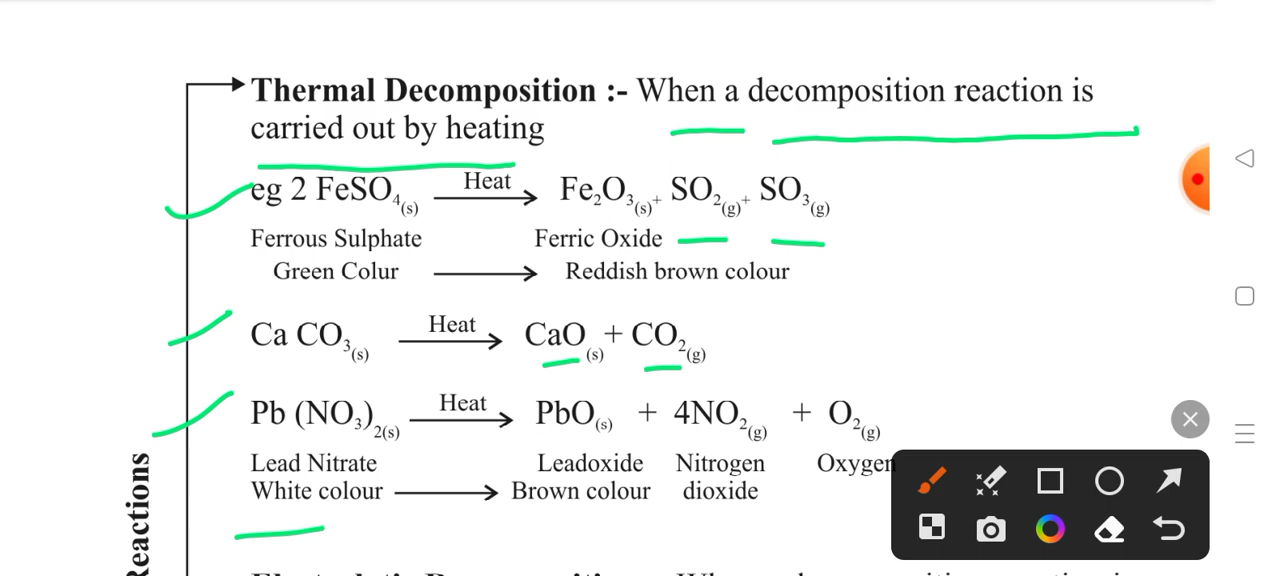 Thermal Decomposition :- When a decomposition reaction is
carried out by heating
eg 2 FeSO₄(s) —Heat→ Fe₂O₃(s)+ SO₂(g)+ SO₃(g)
Ferrous Sulphate Ferric Oxide
Green Colur → Reddish brown colour
Ca CO₃(s) —Heat→ CaO(s) + CO₂(g)
Pb (NO₃)₂(s) —Heat→ PbO(s) + 4NO₂(g) + O₂(g)
Lead Nitrate Leadoxide Nitrogen Oxygen
White colour → Brown colour dioxide
Reactions